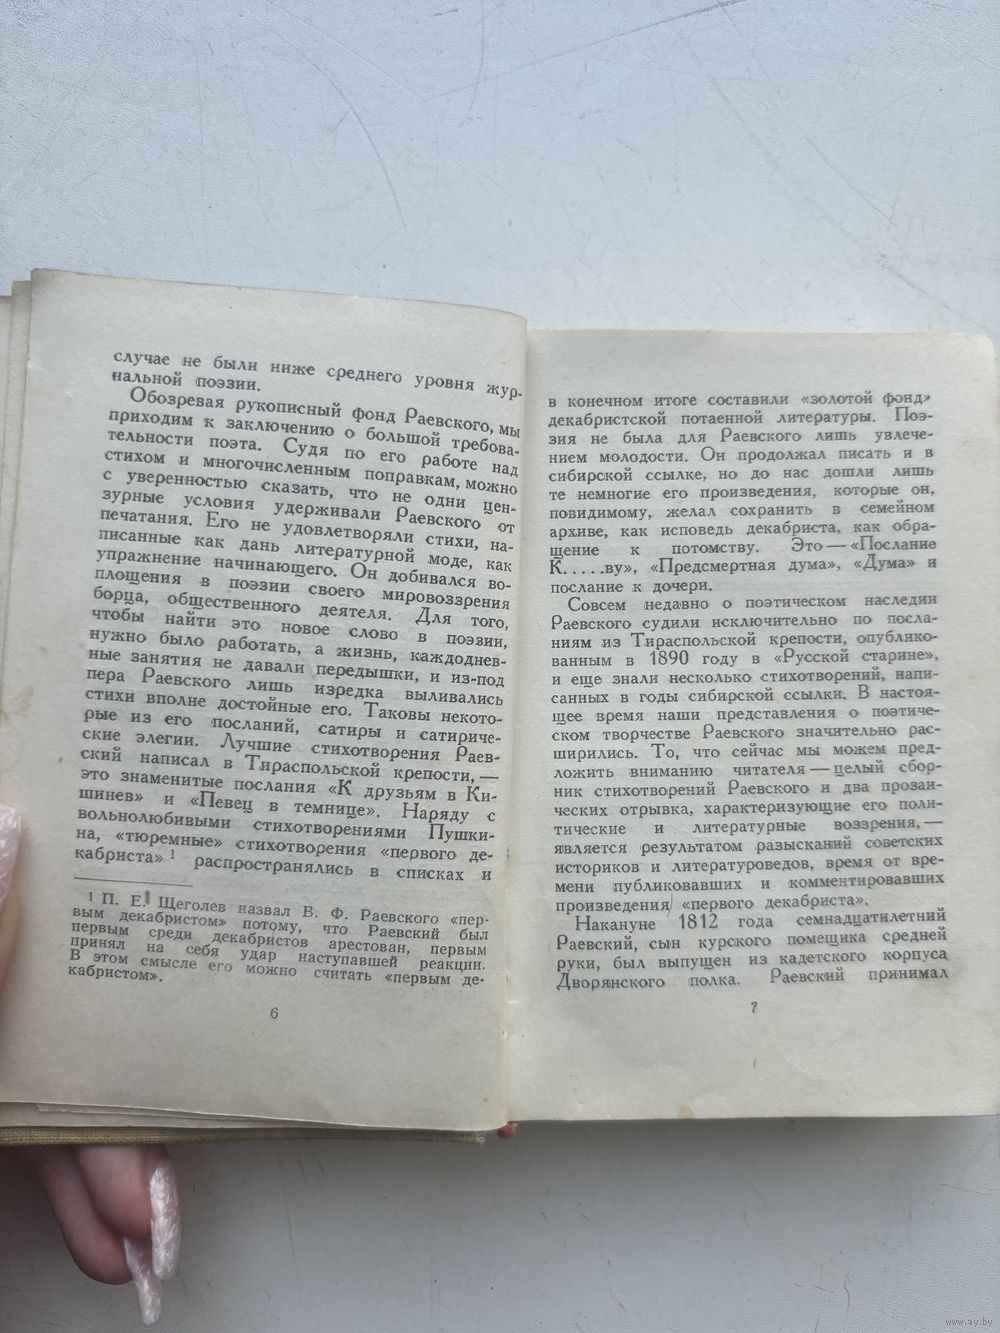 случае не были ниже среднего уровня жур-
нальной поэзии.
Обозревая рукописный фонд Раевского, мы
приходим к заключению о большой требова-
тельности поэта. Судя по его работе над
стихом и многочисленным поправкам, можно
с уверенностью сказать, что не одни цен-
зурные условия удерживали Раевского от
печатания. Его не удовлетворяли стихи, на-
писанные как дань литературной моде, как
упражнение начинающего. Он добивался во-
площения в поэзии своего мировоззрения
борца, общественного деятеля. Для того,
чтобы найти это новое слово в поэзии,
нужно было работать, а жизнь, каждоднев-
ные занятия не давали передышки, и из-под
пера Раевского лишь изредка выливались
стихи вполне достойные его. Таковы некото-
рые из его посланий, сатиры и сатириче-
ские элегии. Лучшие стихотворения Раев-
ский написал в Тираспольской крепости, —
это знаменитые послания «К друзьям в Ки-
шинев» и «Певец в темнице». Наряду с
вольнолюбивыми стихотворениями Пушки-
на, «тюремные» стихотворения «первого де-
кабриста» ¹ распространялись в списках и
¹ П. Е. Щеголев назвал В. Ф. Раевского «пер-
вым декабристом» потому, что Раевский был
первым среди декабристов арестован, первым
принял на себя удар наступавшей реакции.
В этом смысле его можно считать «первым де-
кабристом».
6
в конечном итоге составили «золотой фонд»
декабристской потаенной литературы. Поэ-
зия не была для Раевского лишь увлече-
нием молодости. Он продолжал писать и в
сибирской ссылке, но до нас дошли лишь
те немногие его произведения, которые он,
повидимому, желал сохранить в семейном
архиве, как исповедь декабриста, как обра-
щение к потомству. Это — «Послание
К.....ву», «Предсмертная дума», «Дума» и
послание к дочери.
Совсем недавно о поэтическом наследии
Раевского судили исключительно по посла-
ниям из Тираспольской крепости, опублико-
ванным в 1890 году в «Русской старине»,
и еще знали несколько стихотворений, напи-
санных в годы сибирской ссылки. В настоя-
щее время наши представления о поэтиче-
ском творчестве Раевского значительно рас-
ширились. То, что сейчас мы можем пред-
ложить вниманию читателя — целый сбор-
ник стихотворений Раевского и два прозаи-
ческих отрывка, характеризующие его поли-
тические и литературные воззрения, —
является результатом разысканий советских
историков и литературоведов, время от вре-
мени публиковавших и комментировавших
произведения «первого декабриста».
Накануне 1812 года семнадцатилетний
Раевский, сын курского помещика средней
руки, был выпущен из кадетского корпуса
Дворянского полка. Раевский принимал
7
www.ay.by